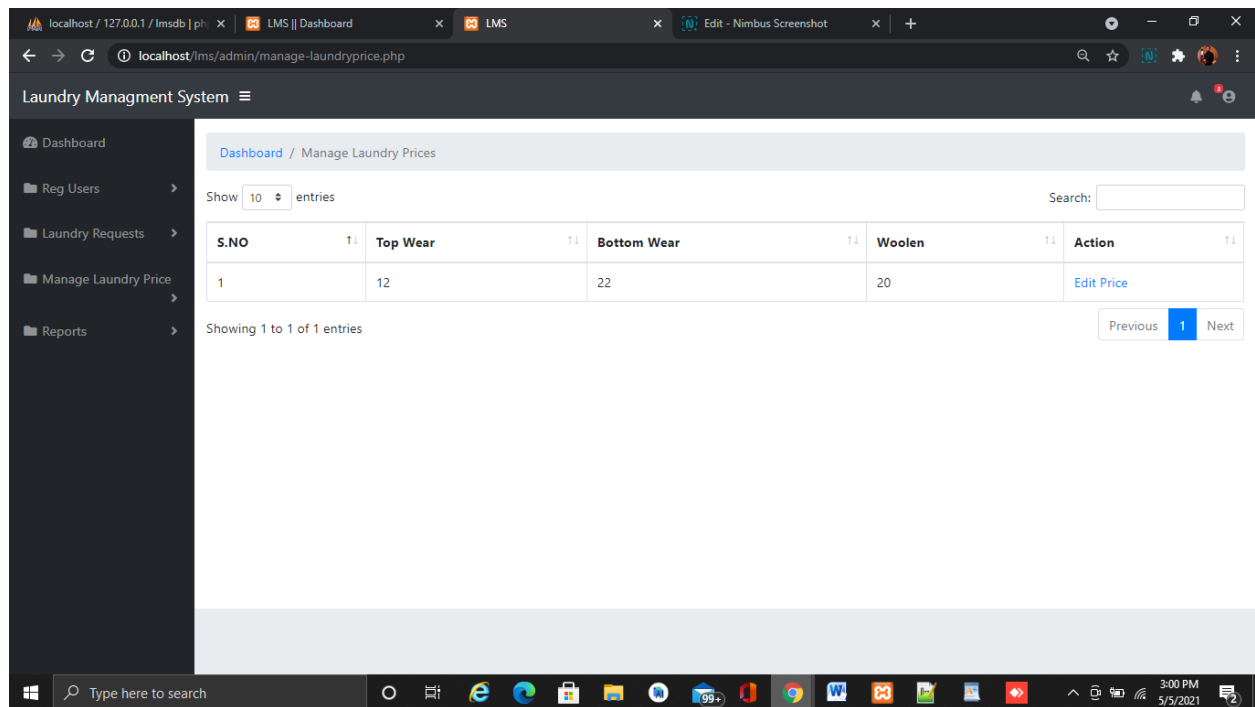 localhost / 127.0.0.1 / lmsdb | ph
LMS || Dashboard
LMS
Edit - Nimbus Screenshot
localhost/lms/admin/manage-laundryprice.php
Laundry Managment System
3
Dashboard
Reg Users
Laundry Requests
Manage Laundry Price
Reports
Dashboard / Manage Laundry Prices
Show 10 entries
Search:
S.NO Top Wear Bottom Wear Woolen Action
1 12 22 20 Edit Price
Showing 1 to 1 of 1 entries
Previous 1 Next
Type here to search
99+
3:00 PM
5/5/2021
2